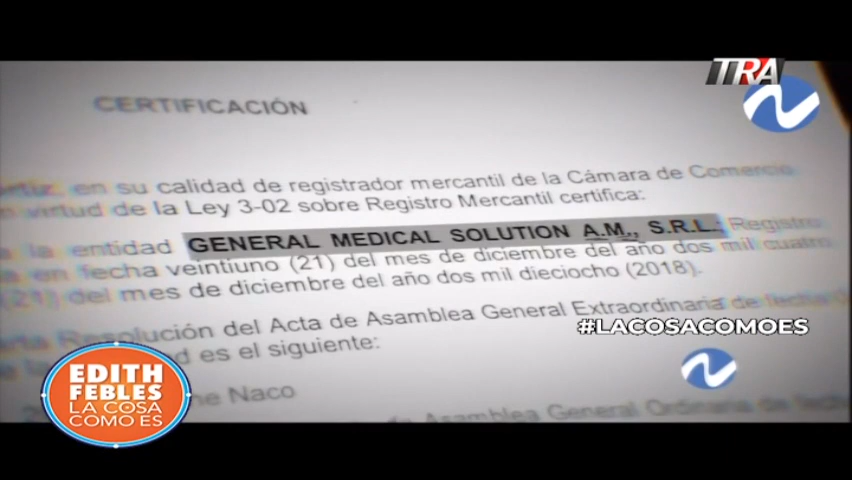 TRA
CERTIFICACIÓN
ortiz, en su calidad de registrador mercantil de la Cámara de Comercio
virtud de la Ley 3-02 sobre Registro Mercantil certifica:
la entidad GENERAL MEDICAL SOLUTION A.M., S.R.L.: Registro
en fecha veintiuno (21) del mes de diciembre del año dos mil cuatro
(21) del mes de diciembre del año dos mil dieciocho (2018).
Resolución del Acta de Asamblea General Extraordinaria de
#LACOSACOMOES
es el siguiente:
EDITH
FEBLES
LA COSA
COMO ES
Naco
de Asamblea General Ordinaria de